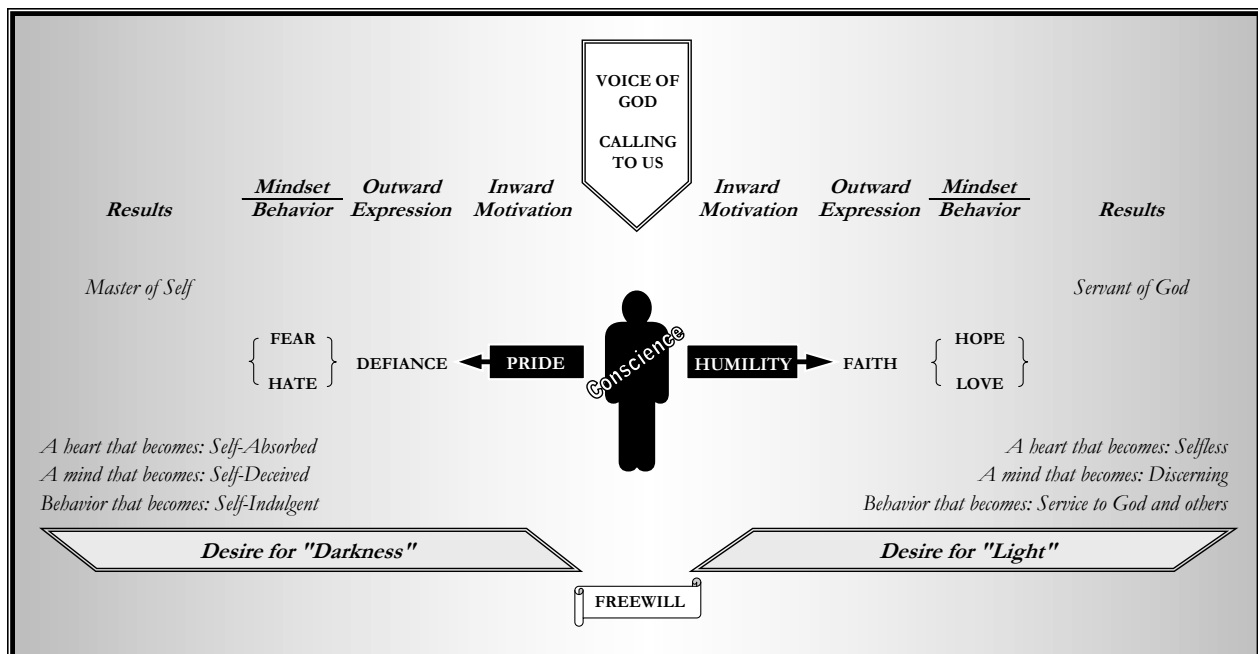 VOICE OF
GOD
CALLING
TO US
Results
Mindset
Behavior
Outward
Expression
Inward
Motivation
Inward
Motivation
Outward
Expression
Mindset
Behavior
Results
Master of Self
Servant of God
FEAR
HATE
DEFIANCE
PRIDE
Conscience
HUMILITY
FAITH
HOPE
LOVE
A heart that becomes: Self-Absorbed
A mind that becomes: Self-Deceived
Behavior that becomes: Self-Indulgent
A heart that becomes: Selfless
A mind that becomes: Discerning
Behavior that becomes: Service to God and others
Desire for "Darkness"
Desire for "Light"
FREEWILL